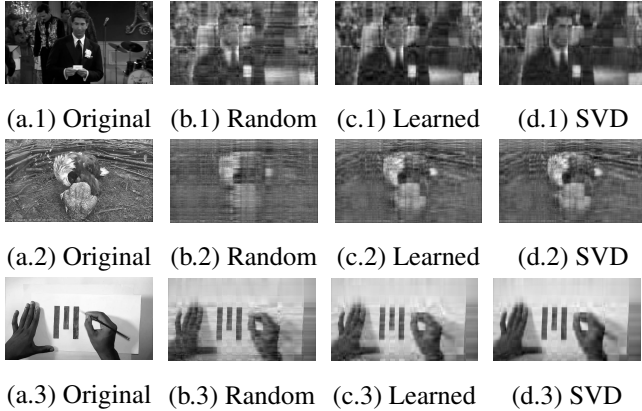 (a.1) Original (b.1) Random (c.1) Learned (d.1) SVD
(a.2) Original (b.2) Random (c.2) Learned (d.2) SVD
(a.3) Original (b.3) Random (c.3) Learned (d.3) SVD